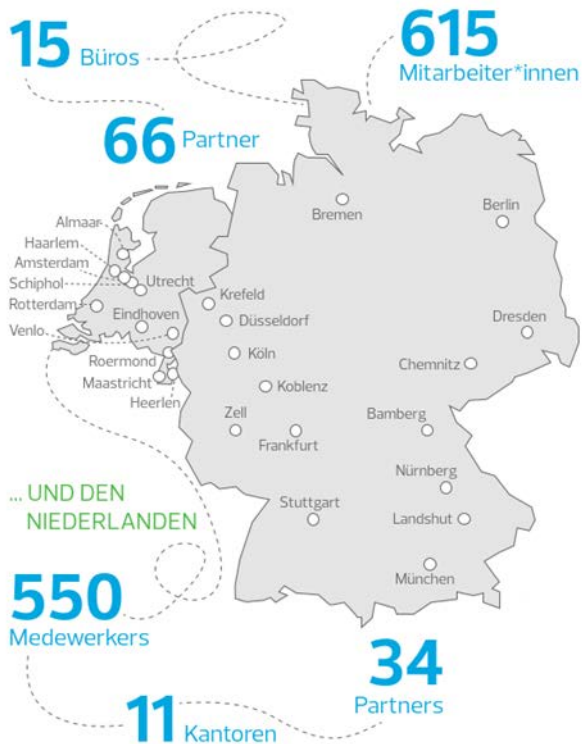 15 Büros
615
Mitarbeiter*innen
66 Partner
Bremen
Berlin
Almaar
Haarlem
Amsterdam
Schiphol
Utrecht
Rotterdam
Eindhoven
Venlo
Roermond
Maastricht
Heerlen
Krefeld
Düsseldorf
Dresden
Köln
Chemnitz
Koblenz
Zell
Bamberg
Frankfurt
Nürnberg
Stuttgart
Landshut
München
... UND DEN
NIEDERLANDEN
550
Medewerkers
34
Partners
11 Kantoren